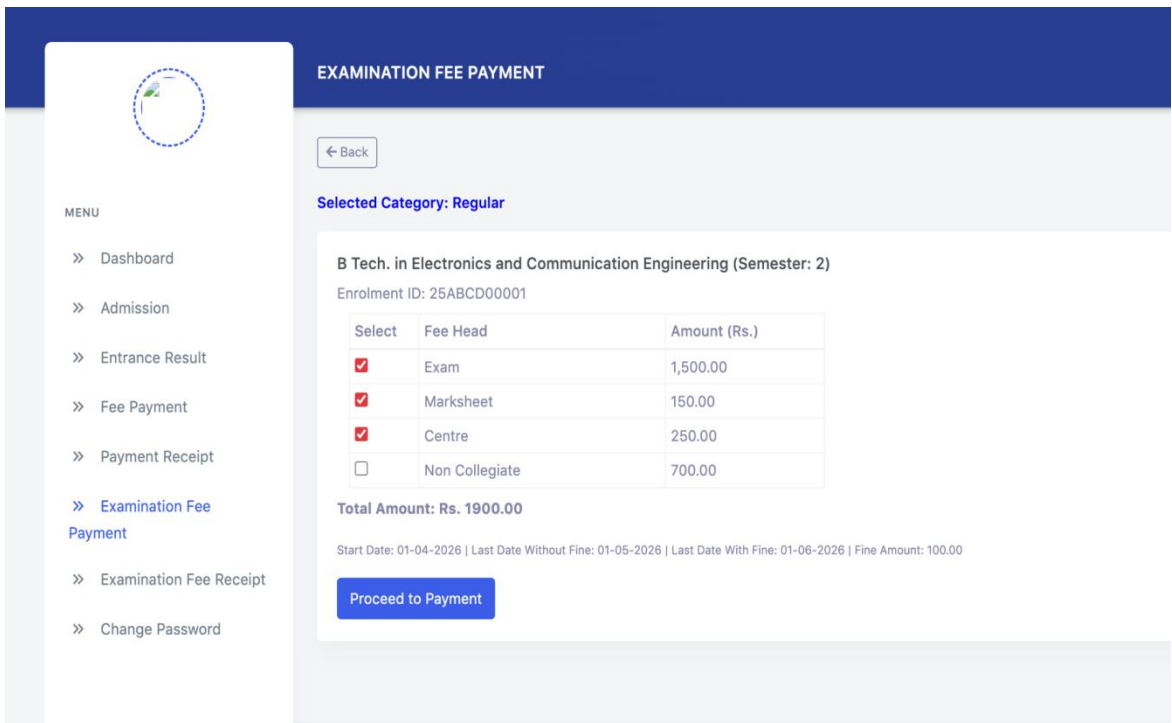 EXAMINATION FEE PAYMENT
← Back
Selected Category: Regular
MENU
» Dashboard
» Admission
» Entrance Result
» Fee Payment
» Payment Receipt
» Examination Fee
Payment
» Examination Fee Receipt
» Change Password
B Tech. in Electronics and Communication Engineering (Semester: 2)
Enrolment ID: 25ABCD00001
Select Fee Head Amount (Rs.)
Exam 1,500.00
Marksheet 150.00
Centre 250.00
Non Collegiate 700.00
Total Amount: Rs. 1900.00
Start Date: 01-04-2026 | Last Date Without Fine: 01-05-2026 | Last Date With Fine: 01-06-2026 | Fine Amount: 100.00
Proceed to Payment